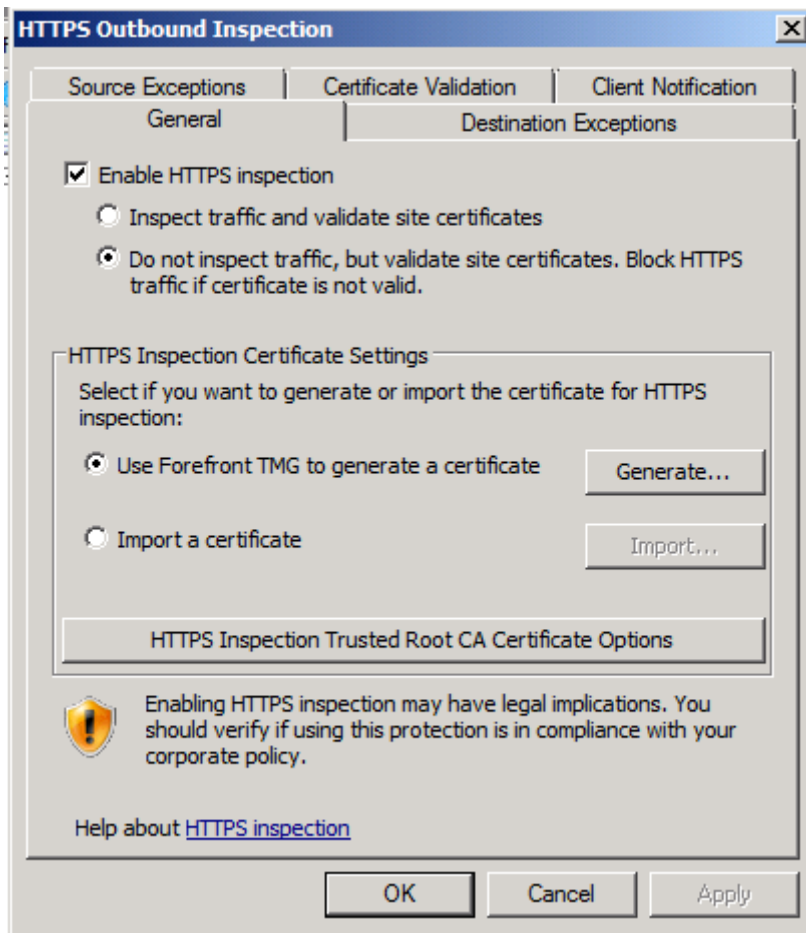 HTTPS Outbound Inspection
Source Exceptions
Certificate Validation
Client Notification
General
Destination Exceptions
Enable HTTPS inspection
Inspect traffic and validate site certificates
Do not inspect traffic, but validate site certificates. Block HTTPS
traffic if certificate is not valid.
HTTPS Inspection Certificate Settings
Select if you want to generate or import the certificate for HTTPS
inspection:
Use Forefront TMG to generate a certificate
Generate...
Import a certificate
Import...
HTTPS Inspection Trusted Root CA Certificate Options
Enabling HTTPS inspection may have legal implications. You
should verify if using this protection is in compliance with your
corporate policy.
Help about HTTPS inspection
OK
Cancel
Apply